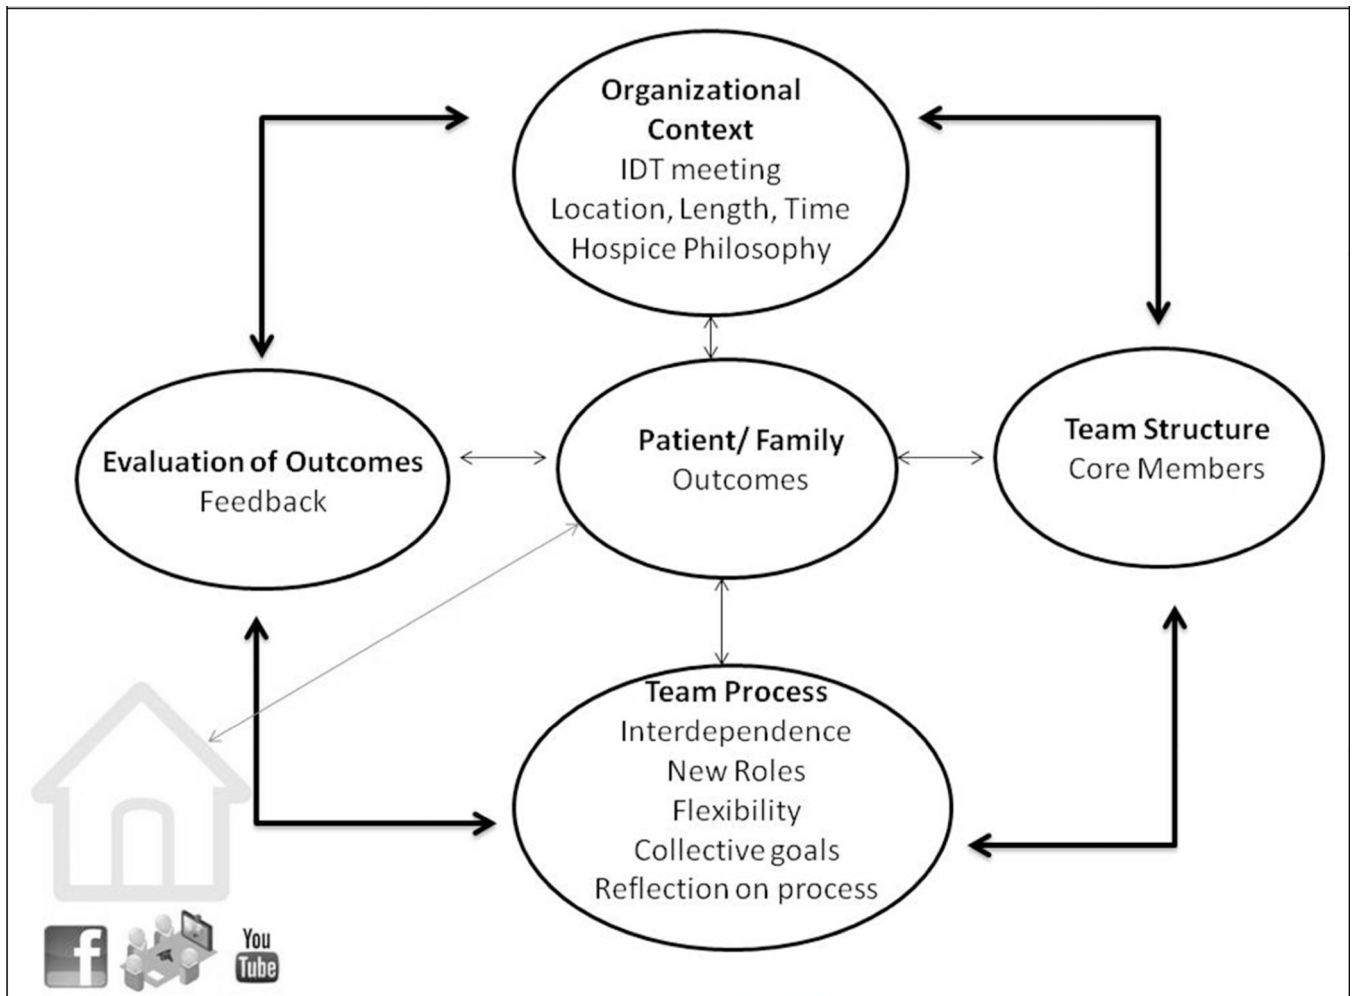 Organizational
Context
IDT meeting
Location, Length, Time
Hospice Philosophy
Evaluation of Outcomes
Feedback
Patient/ Family
Outcomes
Team Structure
Core Members
Team Process
Interdependence
New Roles
Flexibility
Collective goals
Reflection on process
f
You
Tube